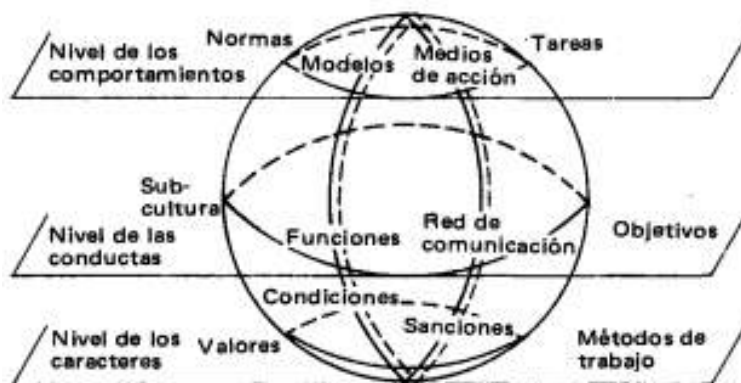 Normas
Tareas
Nivel de los
comportamientos
Modelos
Medios
de acción
Sub-
cultura
Nivel de las
conductas
Funciones
Red de
comunicación
Objetivos
Condiciones
Sanciones
Nivel de los
caracteres
Valores
Métodos de
trabajo